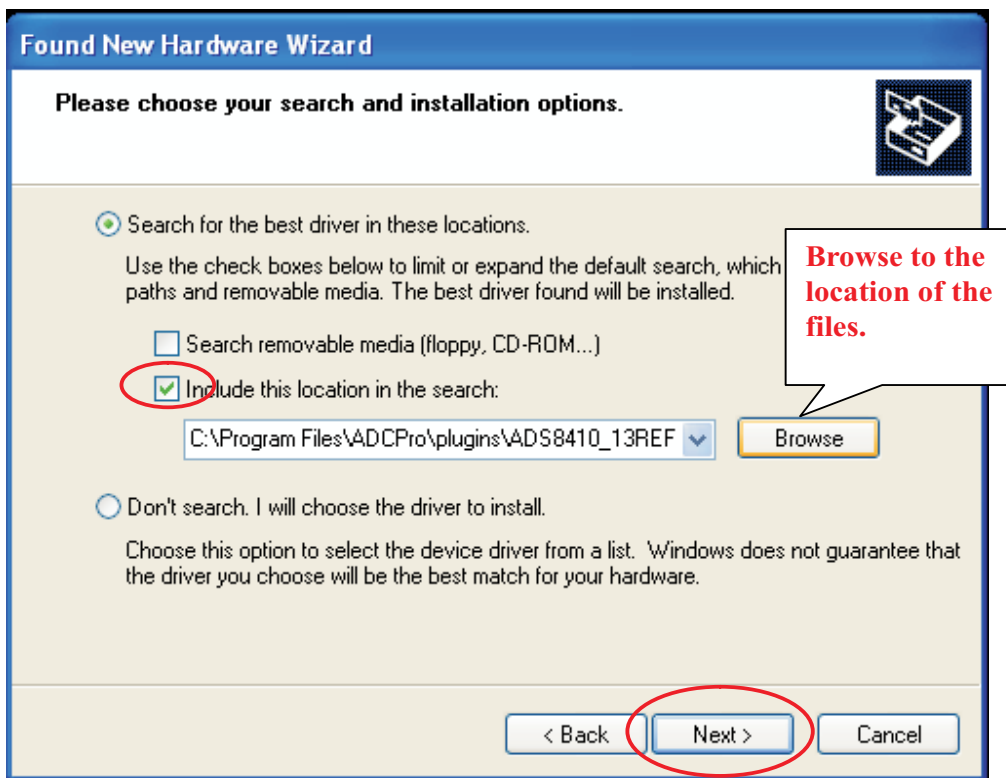 Found New Hardware Wizard
Please choose your search and installation options.
Search for the best driver in these locations.
Use the check boxes below to limit or expand the default search, which
paths and removable media. The best driver found will be installed.
Browse to the
location of the
files.
Search removable media (floppy, CD-ROM...)
Include this location in the search:
C:\Program Files\ADCPro\plugins\ADS8410_13REF
Browse
Don't search. I will choose the driver to install.
Choose this option to select the device driver from a list. Windows does not guarantee that
the driver you choose will be the best match for your hardware.
< Back
Next >
Cancel